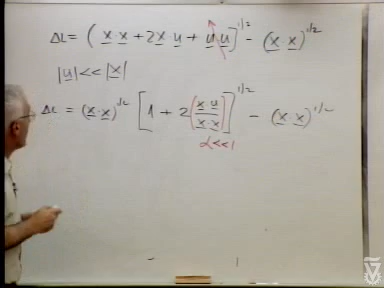 ΔL = ( x̲·x̲ + 2x̲·u̲ + u̲·u̲ )^1/2 − (x̲·x̲)^1/2
|u̲| << |x̲|
ΔL = (x̲·x̲)^1/2 [ 1 + 2( x̲·u̲ / x̲·x̲ ) ]^1/2 − (x̲·x̲)^1/2
α<<1